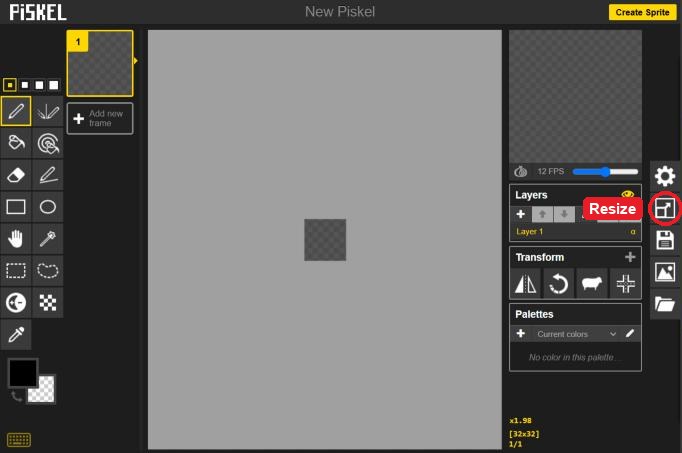 PiSKEL
New Piskel
Create Sprite
1
Add new
frame
12 FPS
Layers
Resize
Layer 1
α
Transform
Palettes
Current colors
No color in this palette ...
x1.98
[32x32]
1/1